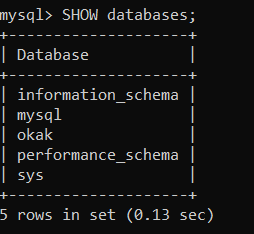 mysql> SHOW databases;
+--------------------+
| Database           |
+--------------------+
| information_schema |
| mysql              |
| okak               |
| performance_schema |
| sys                |
+--------------------+
5 rows in set (0.13 sec)